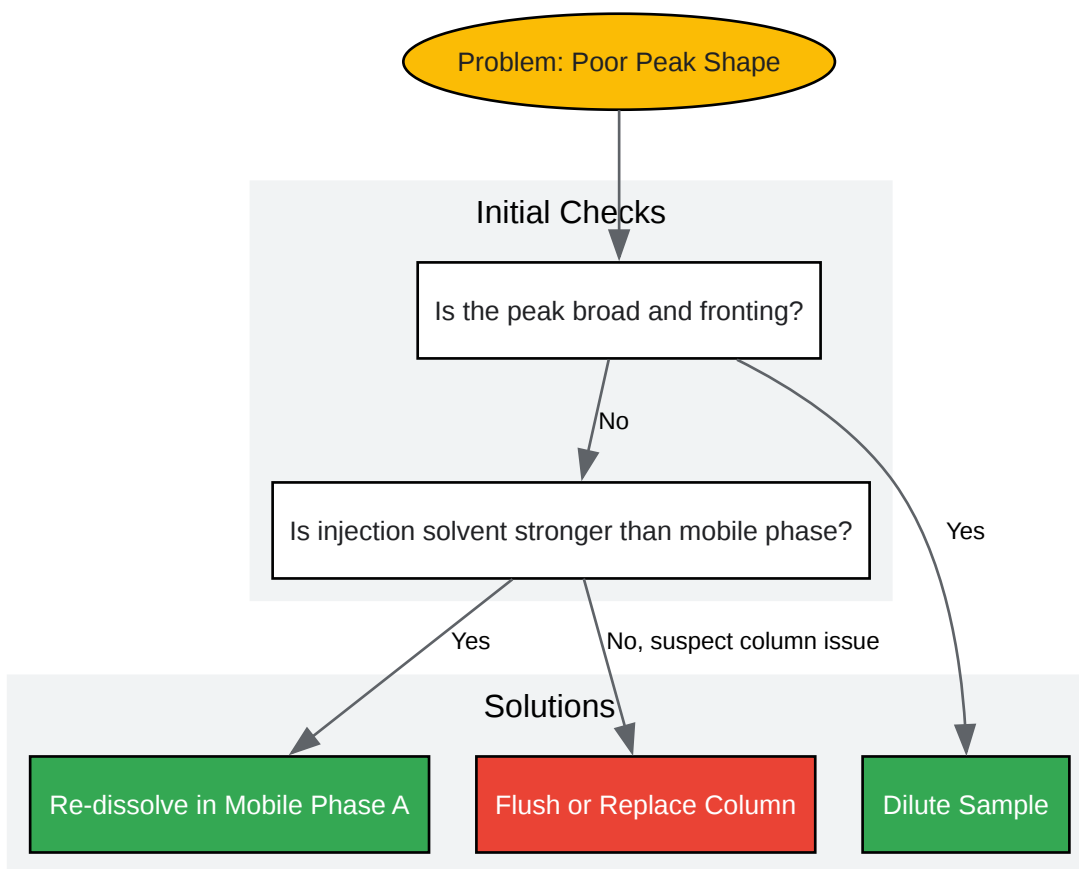 Problem: Poor Peak Shape
Initial Checks
Is the peak broad and fronting?
No
Is injection solvent stronger than mobile phase?
Yes
Yes
No, suspect column issue
Solutions
Re-dissolve in Mobile Phase A
Flush or Replace Column
Dilute Sample